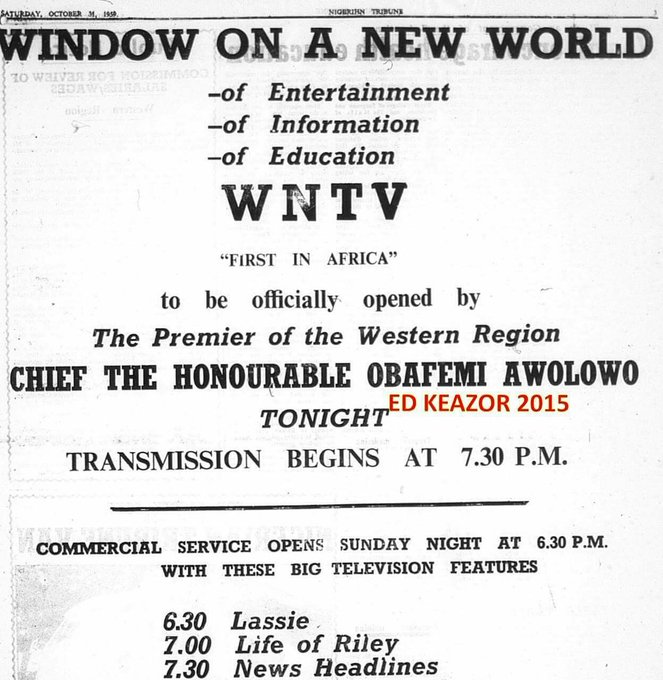 SATURDAY, OCTOBER 31, 1959. NIGERIAN TRIBUNE
WINDOW ON A NEW WORLD
–of Entertainment
–of Information
–of Education
WNTV
"FIRST IN AFRICA"
to be officially opened by
The Premier of the Western Region
CHIEF THE HONOURABLE OBAFEMI AWOLOWO
ED KEAZOR 2015
TONIGHT
TRANSMISSION BEGINS AT 7.30 P.M.
COMMERCIAL SERVICE OPENS SUNDAY NIGHT AT 6.30 P.M.
WITH THESE BIG TELEVISION FEATURES
6.30 Lassie
7.00 Life of Riley
7.30 News Headlines